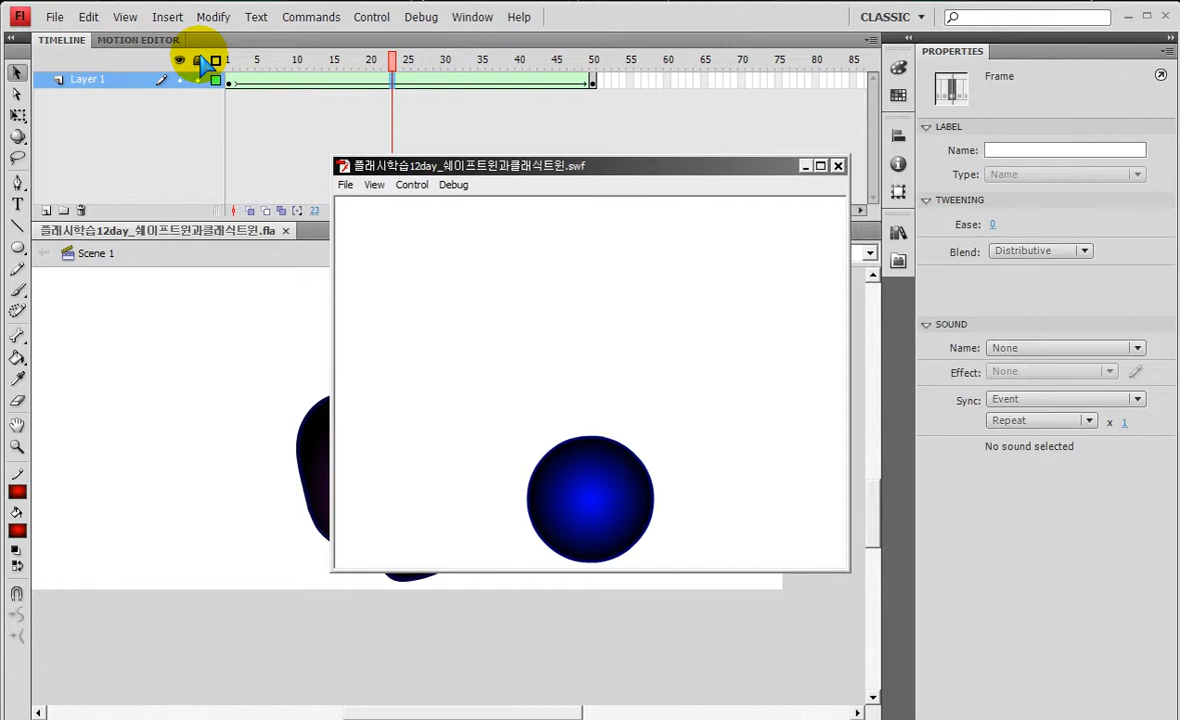 Fl File Edit View Insert Modify Text Commands Control Debug Window Help CLASSIC
TIMELINE MOTION EDITOR
1 5 10 15 20 25 30 35 40 45 50 55 60 65 70 75 80 85
Layer 1
플래시학습12day_쉐이프트윈과클래식트윈.swf
File View Control Debug
23
플래시학습12day_쉐이프트윈과클래식트윈.fla
Scene 1
T
PROPERTIES
Frame
LABEL
Name:
Type: Name
TWEENING
Ease: 0
Blend: Distributive
SOUND
Name: None
Effect: None
Sync: Event
Repeat x 1
No sound selected